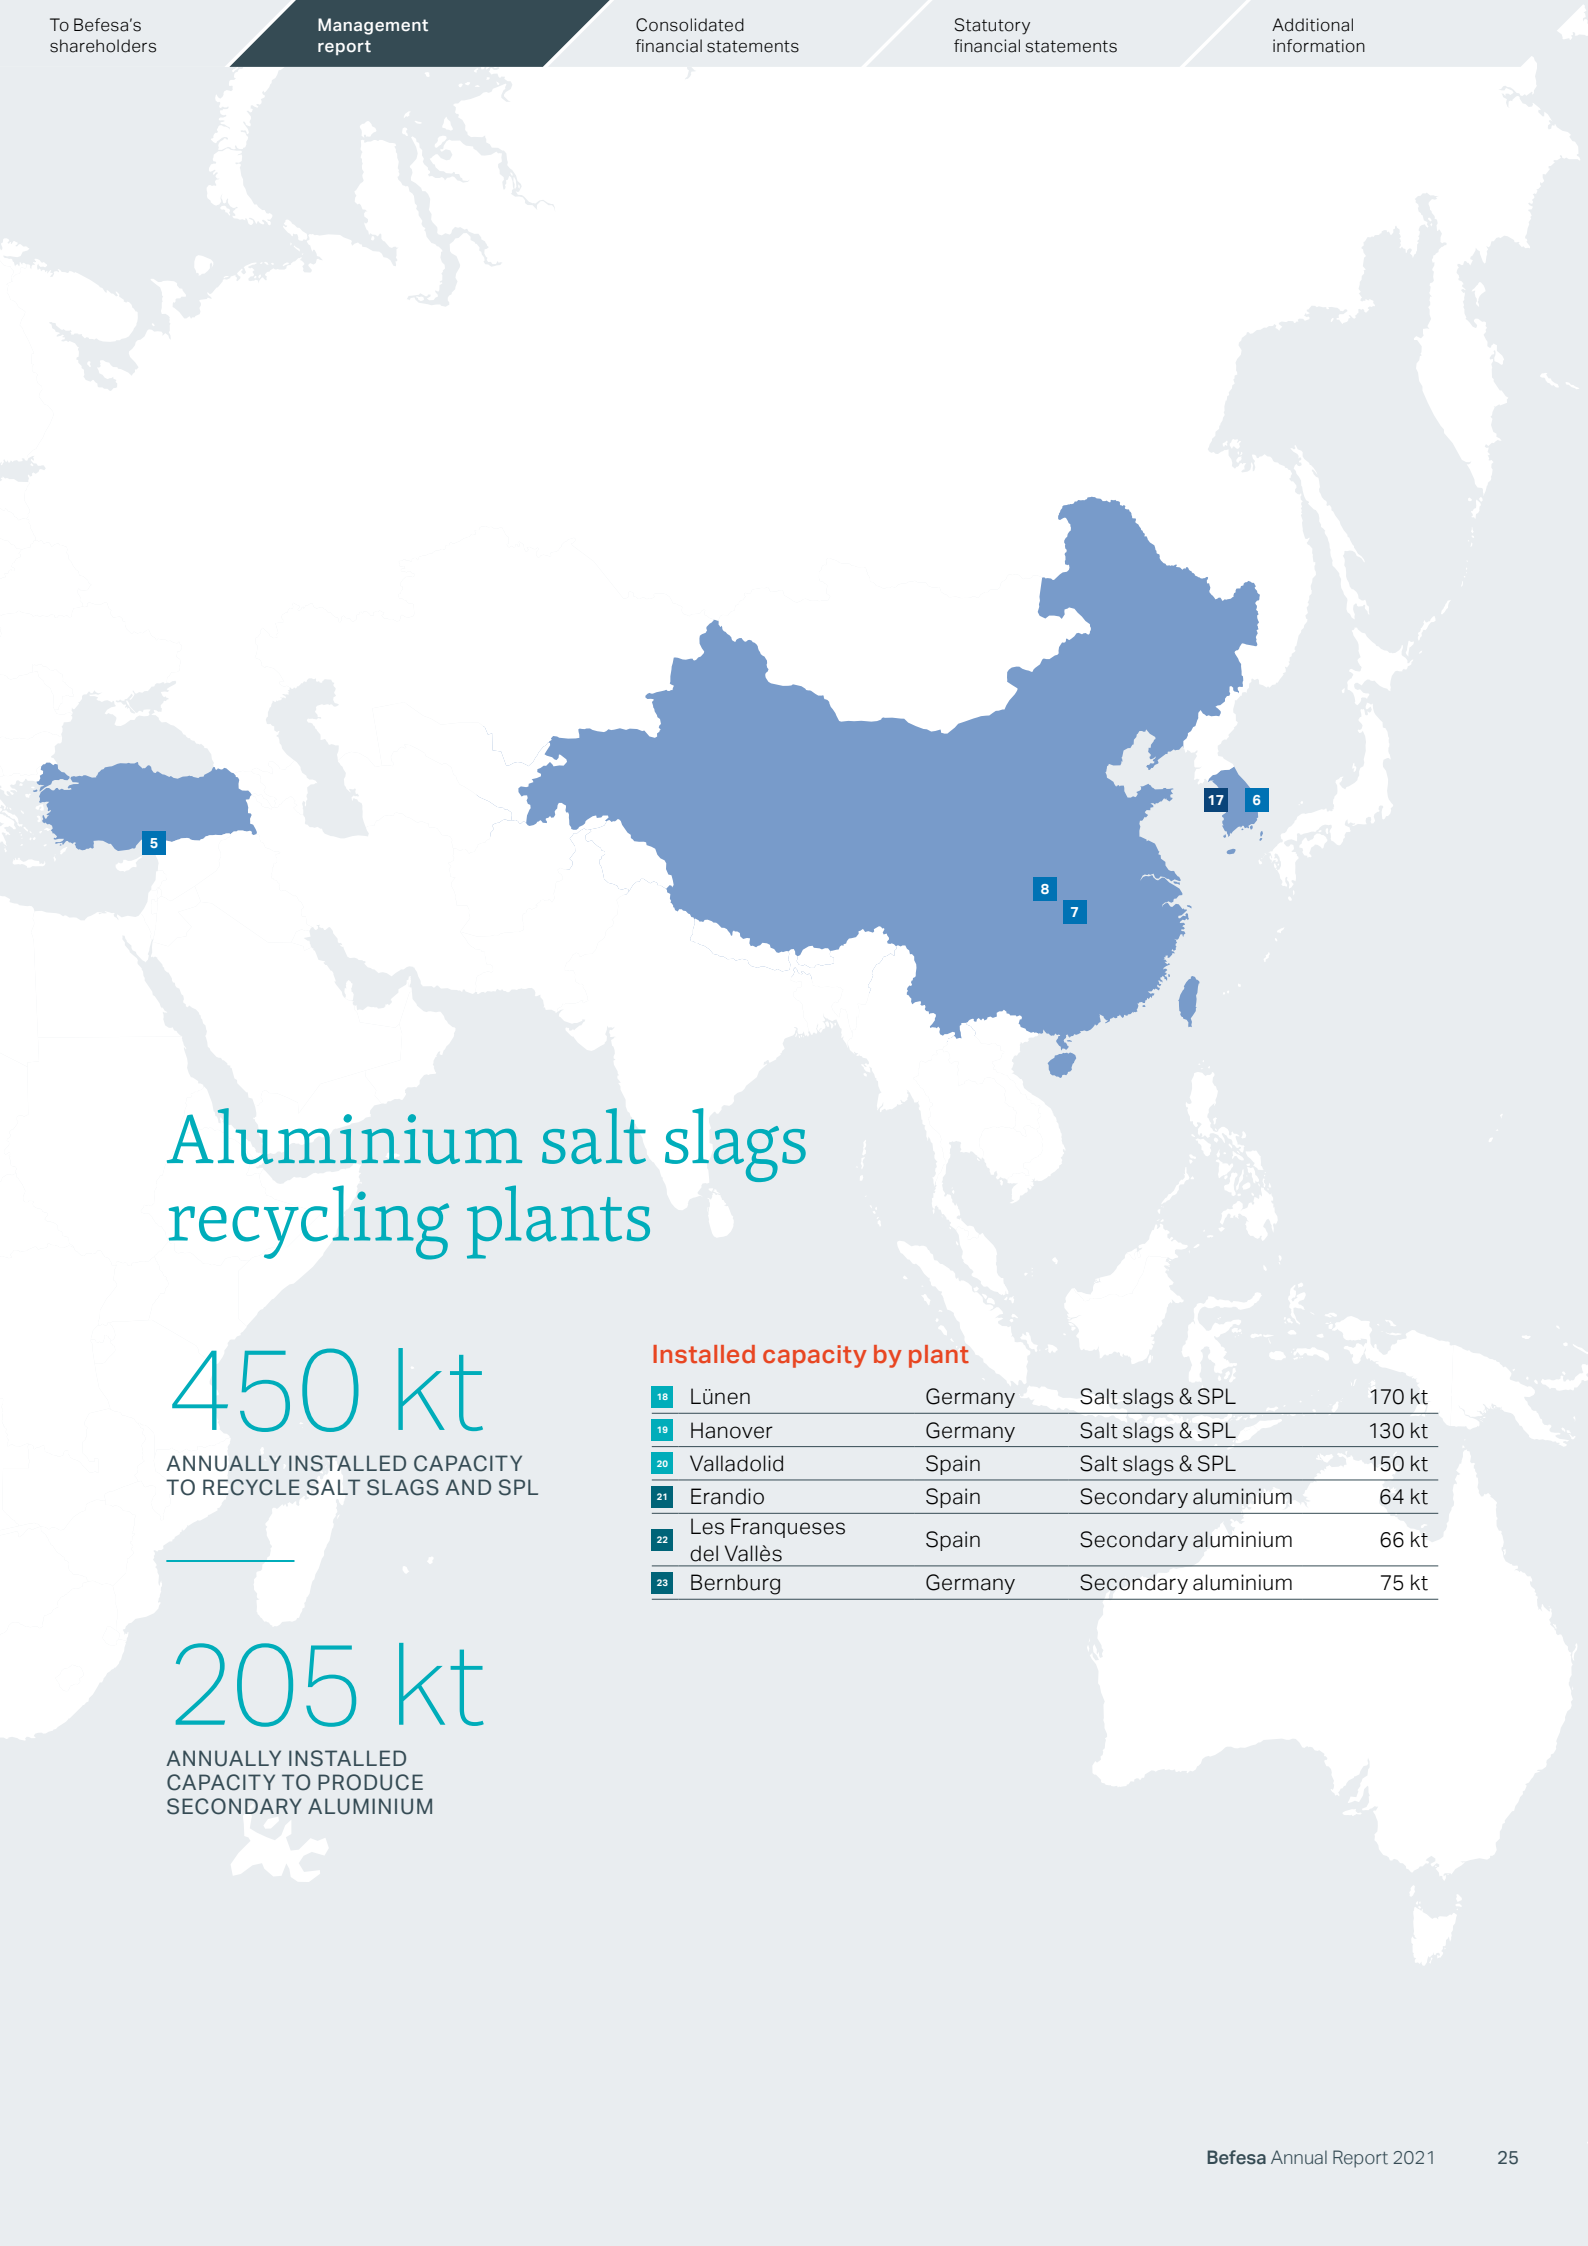 To Befesa's
shareholders
Management
report
Consolidated
financial statements
Statutory
financial statements
Additional
information
17 6
5
8
7
Aluminium salt slags
recycling plants
450 kt
ANNUALLY INSTALLED CAPACITY
TO RECYCLE SALT SLAGS AND SPL
205 kt
ANNUALLY INSTALLED
CAPACITY TO PRODUCE
SECONDARY ALUMINIUM
Installed capacity by plant
18 Lünen Germany Salt slags & SPL 170 kt
19 Hanover Germany Salt slags & SPL 130 kt
20 Valladolid Spain Salt slags & SPL 150 kt
21 Erandio Spain Secondary aluminium 64 kt
22 Les Franqueses
del Vallès Spain Secondary aluminium 66 kt
23 Bernburg Germany Secondary aluminium 75 kt
Befesa Annual Report 2021 25